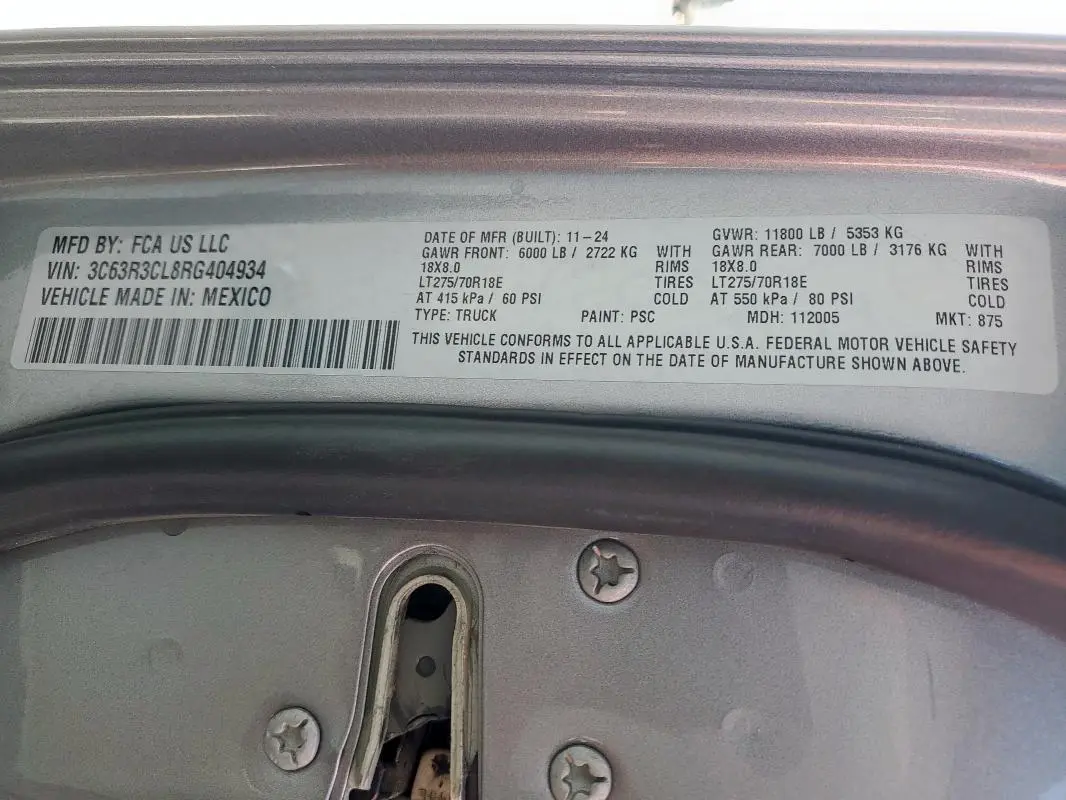 MFD BY: FCA US LLC
VIN: 3C63R3CL8RG404934
VEHICLE MADE IN: MEXICO
DATE OF MFR (BUILT): 11-24 GVWR: 11800 LB / 5353 KG
GAWR FRONT: 6000 LB / 2722 KG WITH GAWR REAR: 7000 LB / 3176 KG WITH
18X8.0 RIMS 18X8.0 RIMS
LT275/70R18E TIRES LT275/70R18E TIRES
AT 415 kPa / 60 PSI COLD AT 550 kPa / 80 PSI COLD
TYPE: TRUCK PAINT: PSC MDH: 112005 MKT: 875
THIS VEHICLE CONFORMS TO ALL APPLICABLE U.S.A. FEDERAL MOTOR VEHICLE SAFETY
STANDARDS IN EFFECT ON THE DATE OF MANUFACTURE SHOWN ABOVE.